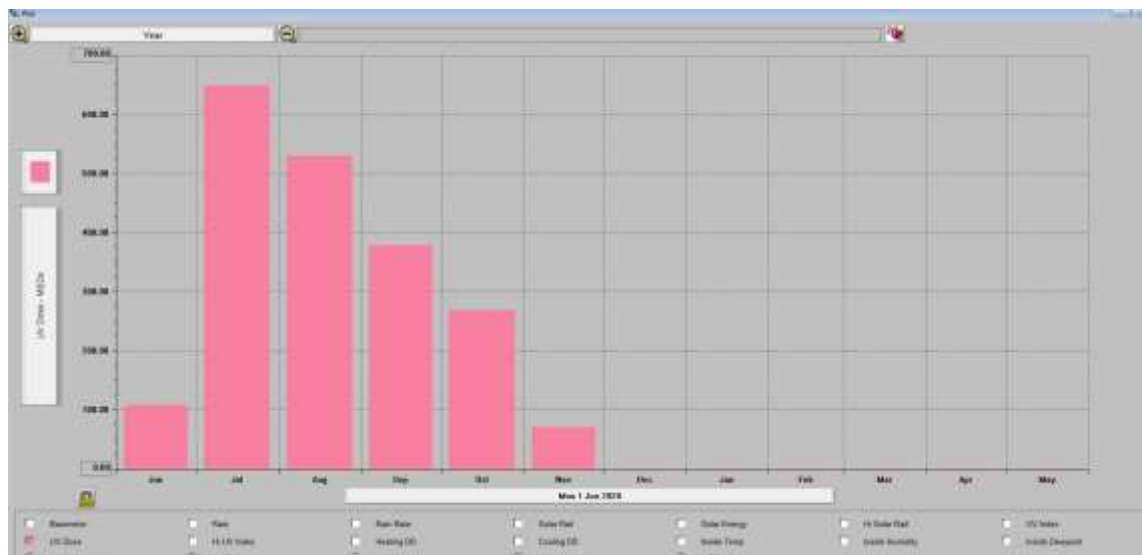 Year
700.00
600.00
500.00
400.00
300.00
200.00
100.00
0.00
UV Dose - MEDs
Jun Jul Aug Sep Oct Nov Dec Jan Feb Mar Apr May
Mon 1 Jun 2020
Barometer Rain Rain Rate Solar Rad Solar Energy Hi Solar Rad UV Index
UV Dose Hi UV Index Heating DD Cooling DD Inside Temp Inside Humidity Inside Dewpoint